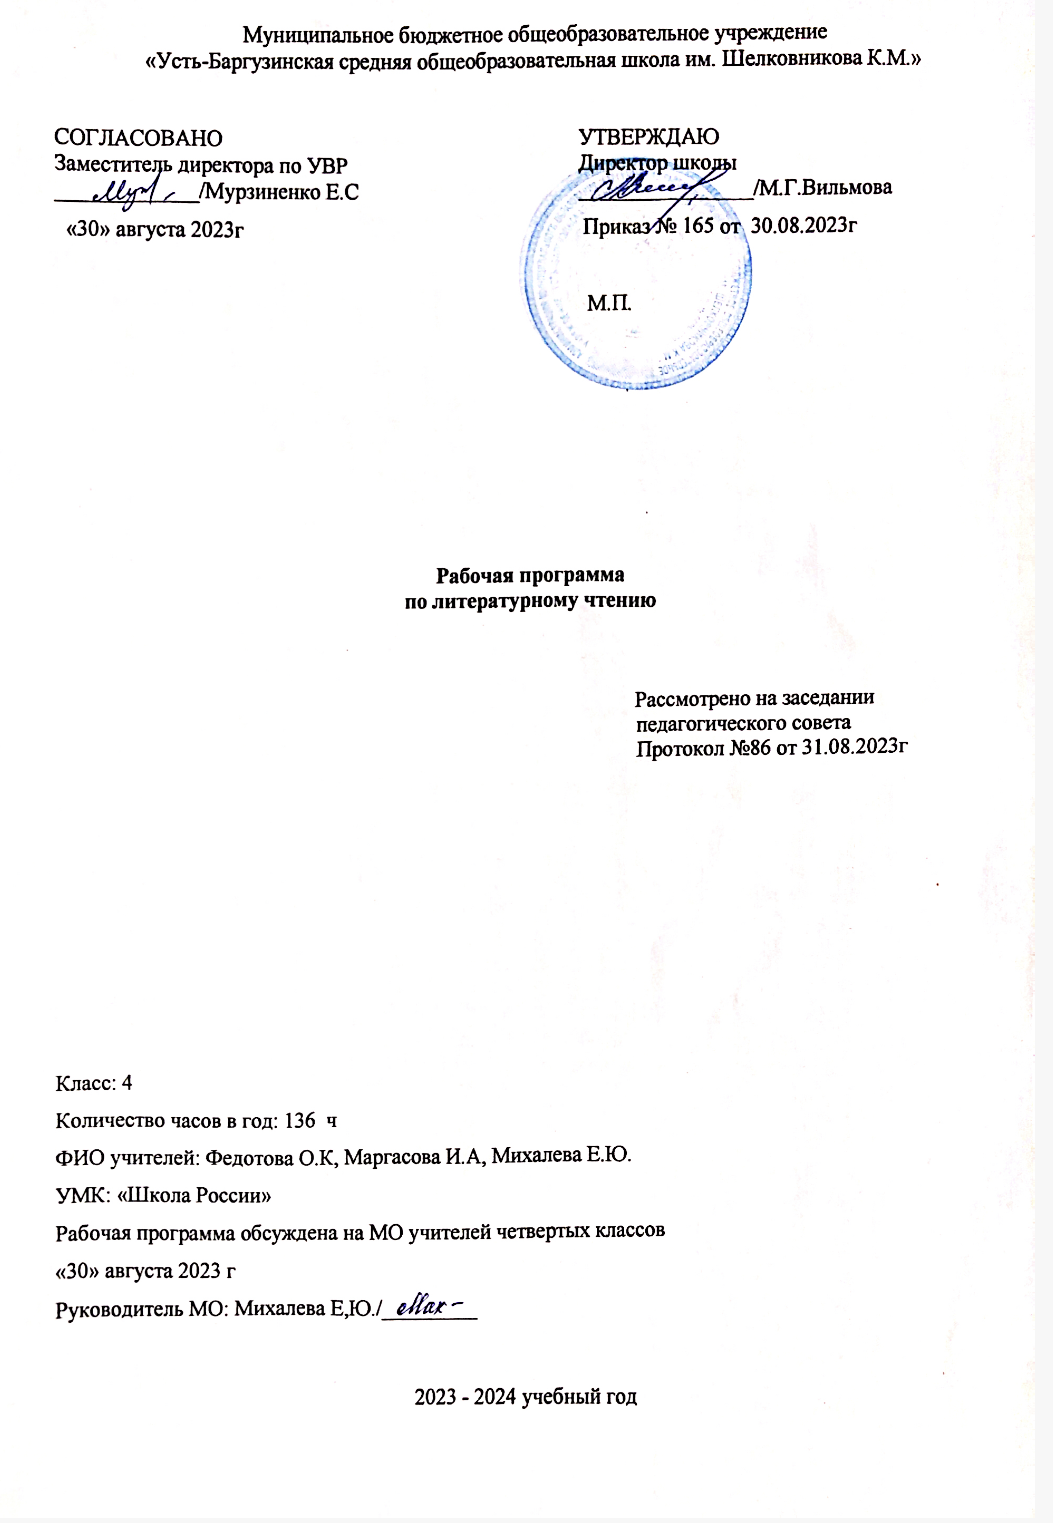 Муниципальное бюджетное общеобразовательное учреждение
«Усть-Баргузинская средняя общеобразовательная школа им. Шелковникова К.М.»
СОГЛАСОВАНО
Заместитель директора по УВР
/Мурзиненко Е.С
«30» августа 2023г
УТВЕРЖДАЮ
Директор школы
/М.Г.Вильмова
Приказ № 165 от 30.08.2023г
М.П.
Рабочая программа
по литературному чтению
Рассмотрено на заседании
педагогического совета
Протокол №86 от 31.08.2023г
Класс: 4
Количество часов в год: 136 ч
ФИО учителей: Федотова О.К, Маргасова И.А, Михалева Е.Ю.
УМК: «Школа России»
Рабочая программа обсуждена на МО учителей четвертых классов
«30» августа 2023 г
Руководитель МО: Михалева Е,Ю./
2023 - 2024 учебный год